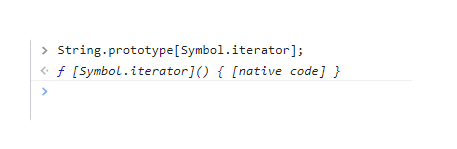 > String.prototype[Symbol.iterator];
<· ƒ [Symbol.iterator]() { [native code] }
>